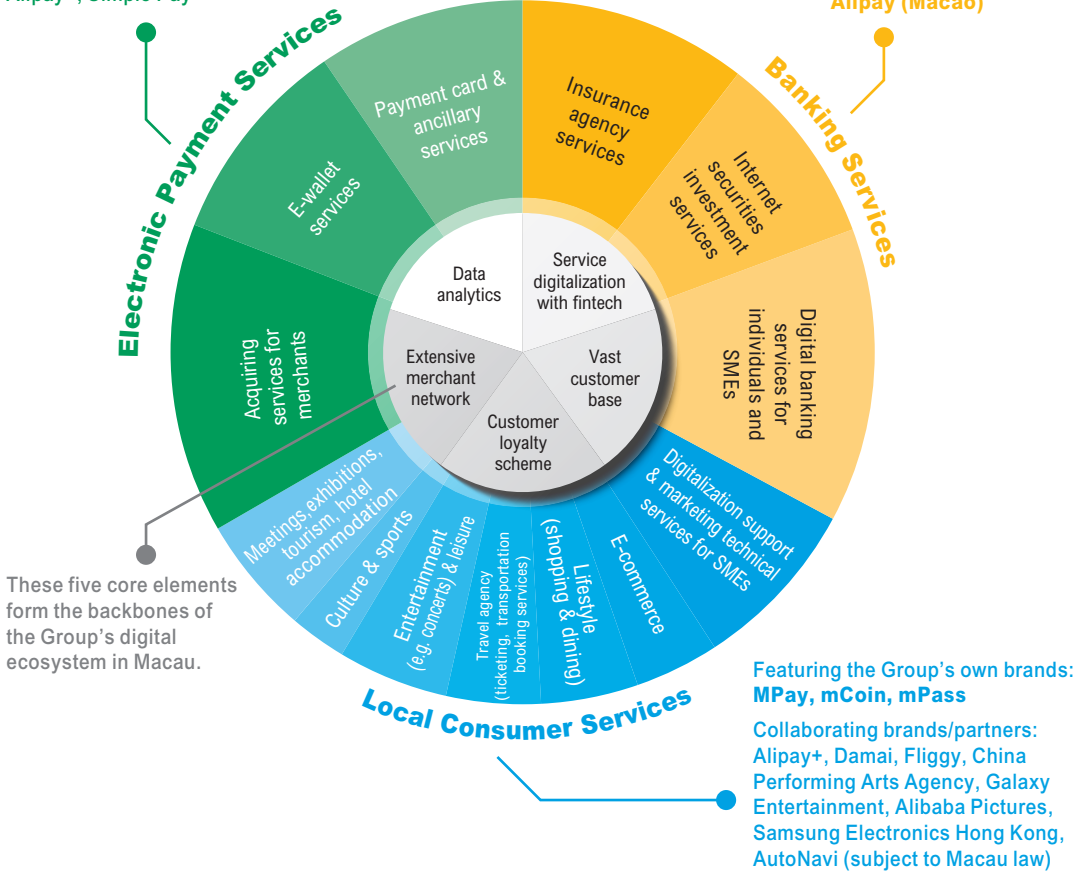 Alipay (Macao)
Electronic Payment Services
Banking Services
Payment card &
ancillary
services
Insurance
agency
services
E-wallet
services
Internet
securities
investment
services
Acquiring
services for
merchants
Digital banking
services for
individuals and
SMEs
Data
analytics
Service
digitalization
with fintech
Extensive
merchant
network
Vast
customer
base
Customer
loyalty
scheme
Meetings, exhibitions,
tourism, hotel
accommodation
Culture & sports
Entertainment
(e.g. concerts) & leisure
Travel agency
(ticketing, transportation
booking services)
Lifestyle
(shopping & dining)
E-commerce
Digitalization support
& marketing technical
services for SMEs
Local Consumer Services
These five core elements
form the backbones of
the Group's digital
ecosystem in Macau.
Featuring the Group's own brands:
MPay, mCoin, mPass
Collaborating brands/partners:
Alipay+, Damai, Fliggy, China
Performing Arts Agency, Galaxy
Entertainment, Alibaba Pictures,
Samsung Electronics Hong Kong,
AutoNavi (subject to Macau law)